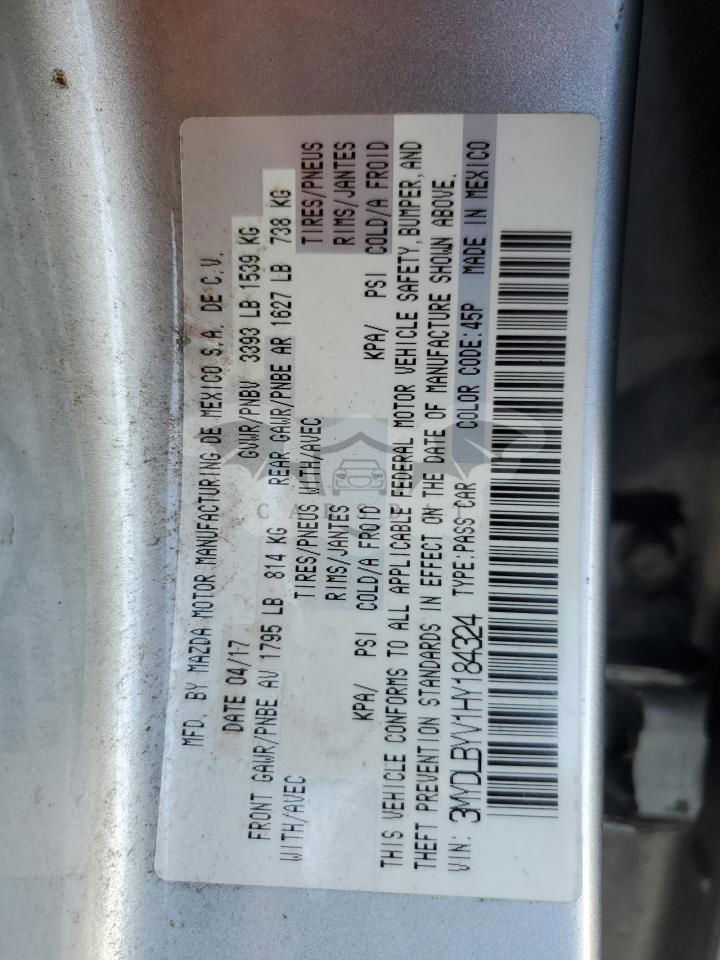 MFD. BY MAZDA MOTOR MANUFACTURING DE MEXICO S.A. DE C.V.
DATE 04/17 GVWR/PNBV 3393 LB 1539 KG
FRONT GAWR/PNBE AV 1795 LB 814 KG REAR GAWR/PNBE AR 1627 LB 738 KG
WITH/AVEC TIRES/PNEUS WITH/AVEC TIRES/PNEUS
RIMS/JANTES RIMS/JANTES
KPA/ PSI COLD/A FROID KPA/ PSI COLD/A FROID
THIS VEHICLE CONFORMS TO ALL APPLICABLE FEDERAL MOTOR VEHICLE SAFETY, BUMPER, AND
THEFT PREVENTION STANDARDS IN EFFECT ON THE DATE OF MANUFACTURE SHOWN ABOVE.
VIN: 3MYDLBYV1HY184324 TYPE:PASS CAR COLOR CODE:45P MADE IN MEXICO